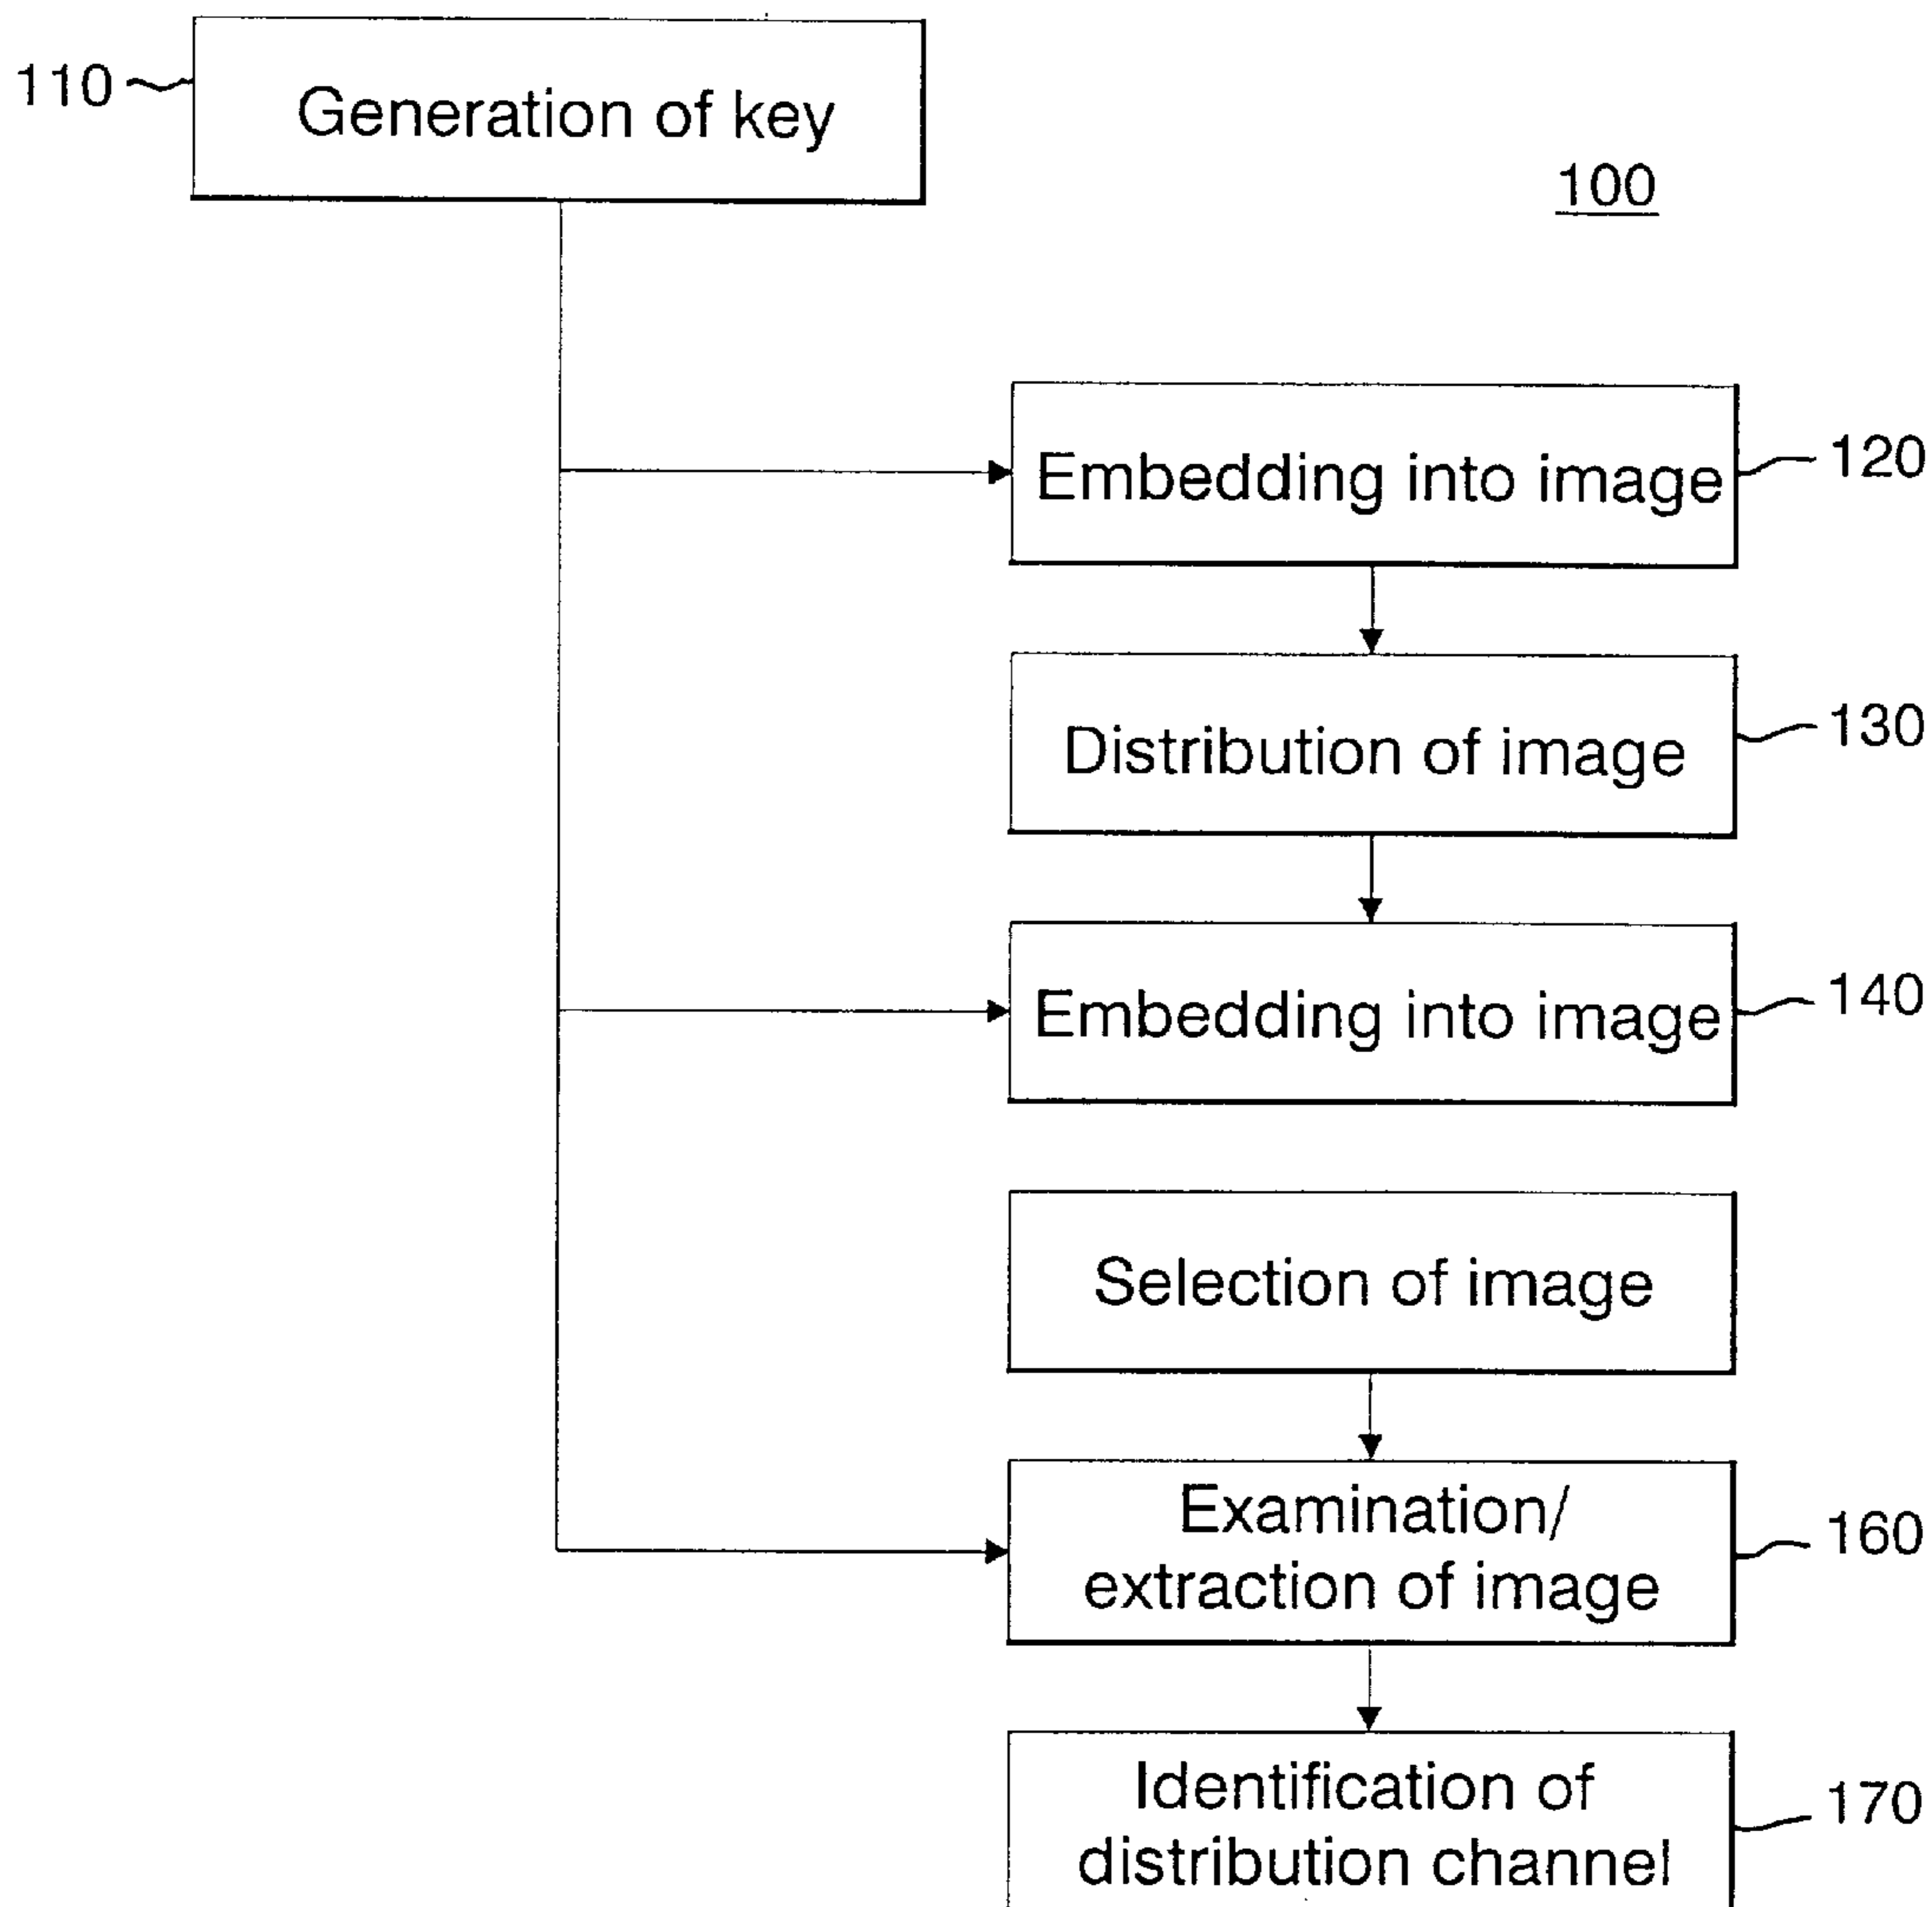 110
Generation of key
100
Embedding into image
120
Distribution of image
130
Embedding into image
140
Selection of image
Examination/
extraction of image
160
Identification of
distribution channel
170